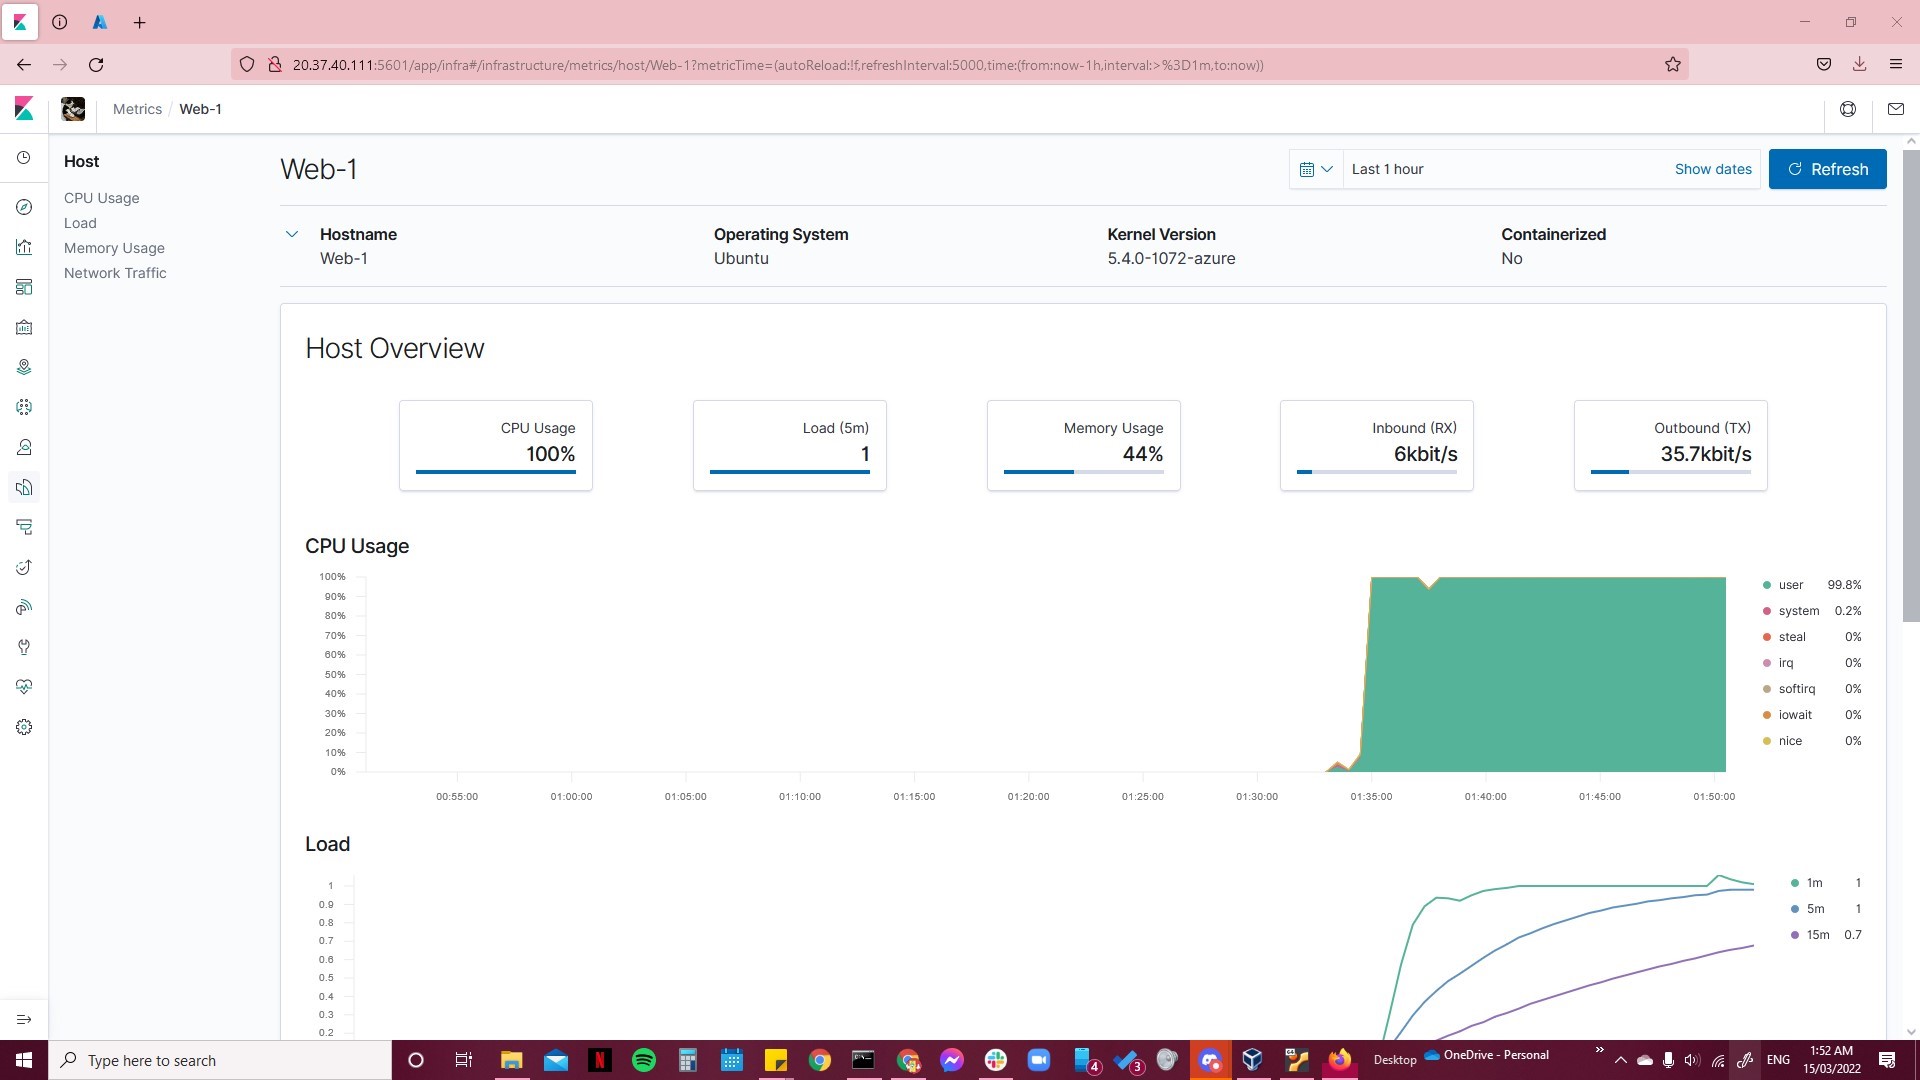 20.37.40.111:5601/app/infra#/infrastructure/metrics/host/Web-1?metricTime=(autoReload:!f,refreshInterval:5000,time:(from:now-1h,interval:>%3D1m,to:now))
Metrics / Web-1
Host
CPU Usage
Load
Memory Usage
Network Traffic
Web-1
Last 1 hour
Show dates
Refresh
Hostname
Web-1
Operating System
Ubuntu
Kernel Version
5.4.0-1072-azure
Containerized
No
Host Overview
CPU Usage
100%
Load (5m)
1
Memory Usage
44%
Inbound (RX)
6kbit/s
Outbound (TX)
35.7kbit/s
CPU Usage
100%
90%
80%
70%
60%
50%
40%
30%
20%
10%
0%
00:55:00
01:00:00
01:05:00
01:10:00
01:15:00
01:20:00
01:25:00
01:30:00
01:35:00
01:40:00
01:45:00
01:50:00
user 99.8%
system 0.2%
steal 0%
irq 0%
softirq 0%
iowait 0%
nice 0%
Load
1
0.9
0.8
0.7
0.6
0.5
0.4
0.3
0.2
1m 1
5m 1
15m 0.7
Type here to search
4
3
Desktop
OneDrive - Personal
ENG
1:52 AM
15/03/2022